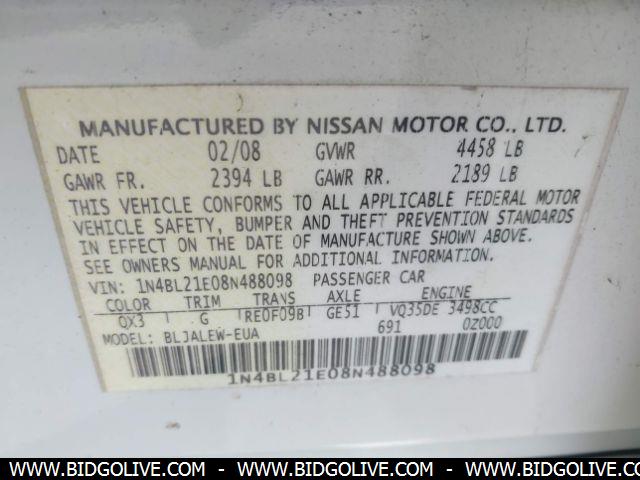 MANUFACTURED BY NISSAN MOTOR CO., LTD.
DATE 02/08 GVWR 4458 LB
GAWR FR. 2394 LB GAWR RR. 2189 LB
THIS VEHICLE CONFORMS TO ALL APPLICABLE FEDERAL MOTOR
VEHICLE SAFETY, BUMPER AND THEFT PREVENTION STANDARDS
IN EFFECT ON THE DATE OF MANUFACTURE SHOWN ABOVE.
SEE OWNERS MANUAL FOR ADDITIONAL INFORMATION.
VIN: 1N4BL21E08N488098 PASSENGER CAR
COLOR TRIM TRANS AXLE ENGINE
QX3 G RE0F09B GE51 VQ35DE 3498CC
MODEL: BLJALEW-EUA 691 0Z000
1N4BL21E08N488098
WWW.BIDGOLIVE.COM - WWW.BIDGOLIVE.COM - WWW.BIDGOLIVE.COM